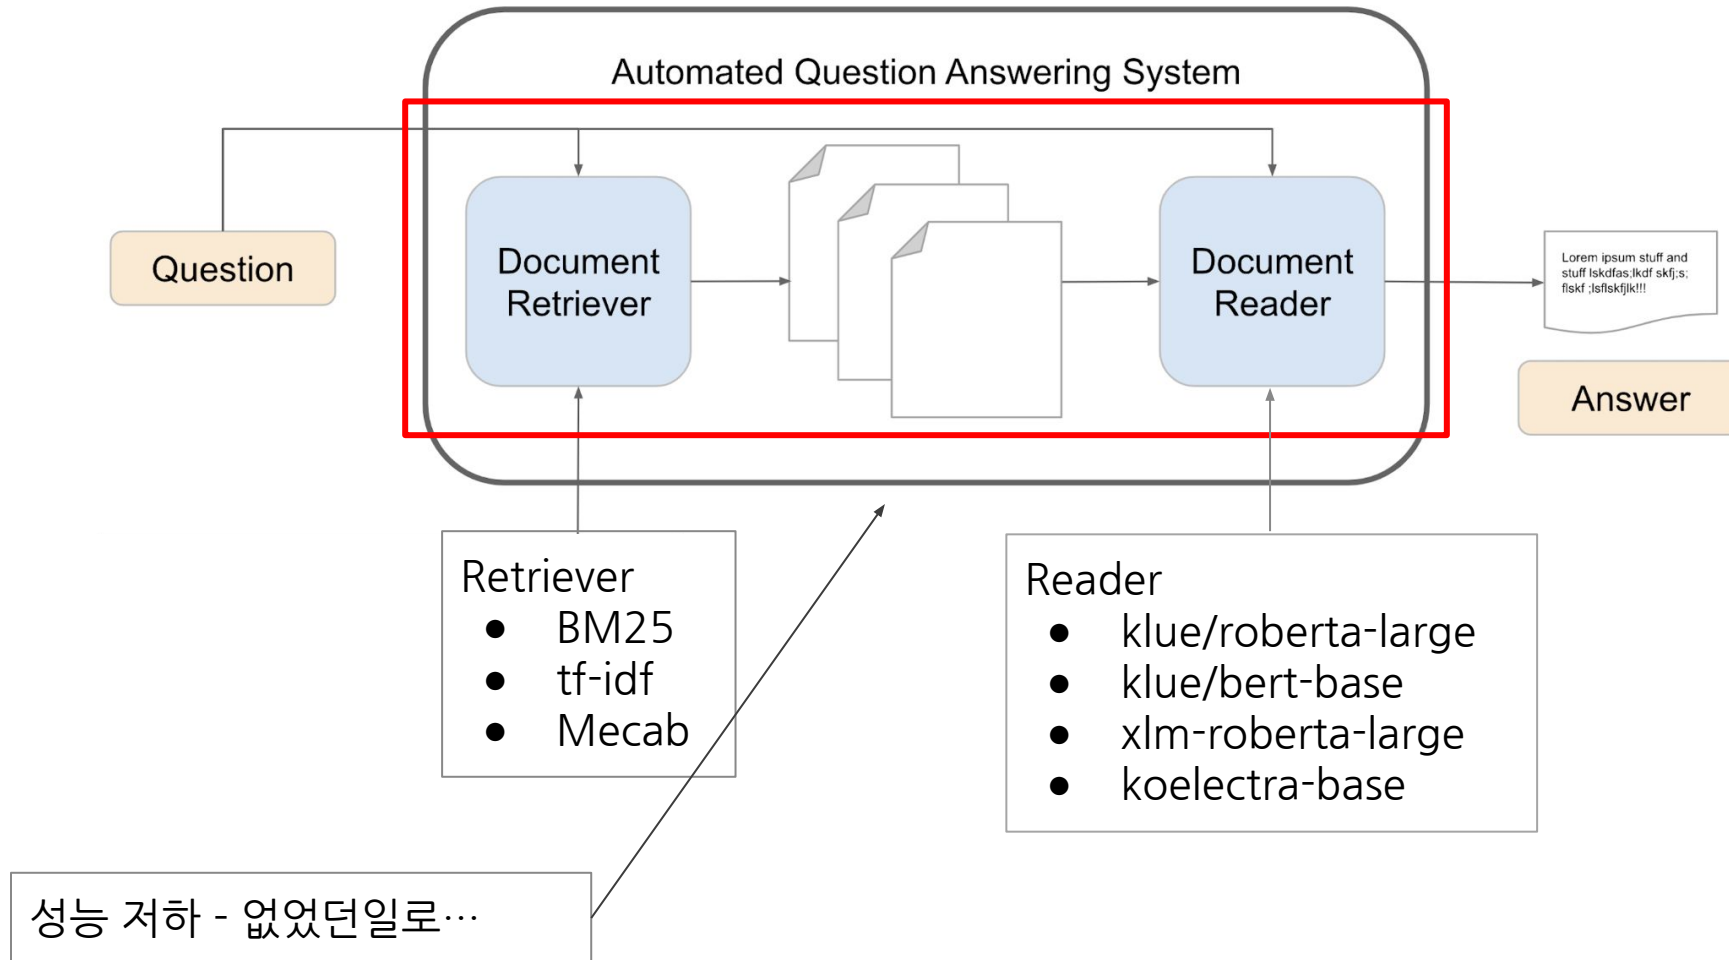 Automated Question Answering System
Question
Document
Retriever
Document
Reader
Lorem ipsum stuff and
stuff lskdfas;lkdf skfj;s;
flskf ;lsflskfjlk!!!
Answer
Retriever
● BM25
● tf-idf
● Mecab
Reader
● klue/roberta-large
● klue/bert-base
● xlm-roberta-large
● koelectra-base
성능 저하 - 없었던일로…